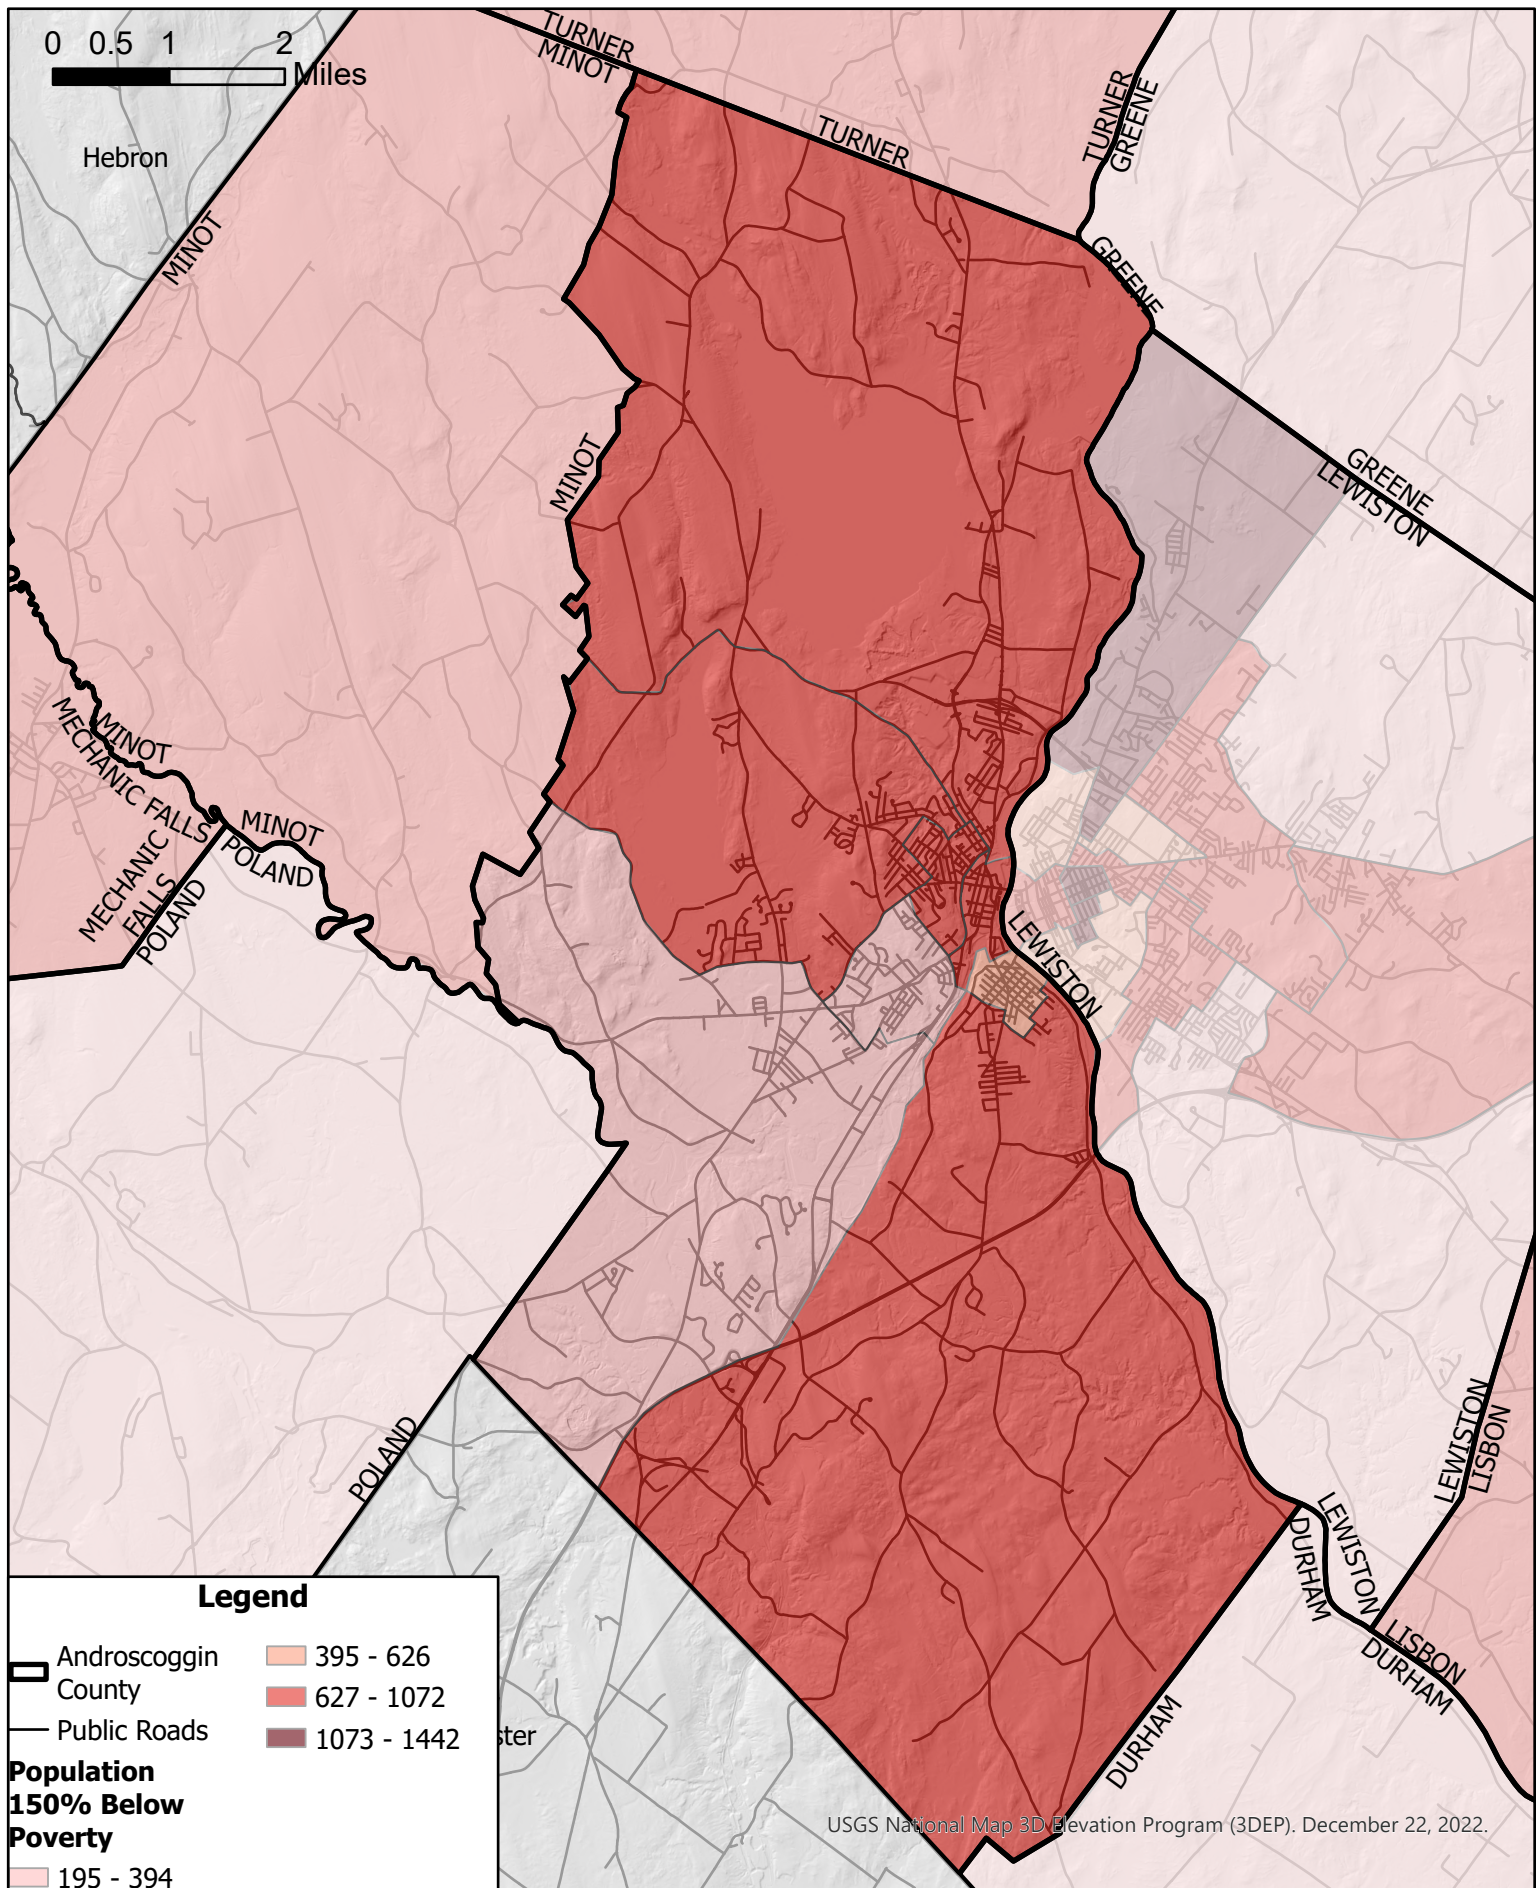 0 0.5 1 2
Miles
TURNER
MINOT
TURNER
GREENE
TURNER
Hebron
MINOT
GREENE
MINOT
GREENE
LEWISTON
MINOT
MECHANIC FALLS
MINOT
POLAND
MECHANIC
FALLS
POLAND
LEWISTON
POLAND
LEWISTON
LISBON
LEWISTON
DURHAM
LISBON
DURHAM
DURHAM
ster
USGS National Map 3D Elevation Program (3DEP). December 22, 2022.
Legend
Androscoggin
County
Public Roads
Population
150% Below
Poverty
195 - 394
395 - 626
627 - 1072
1073 - 1442